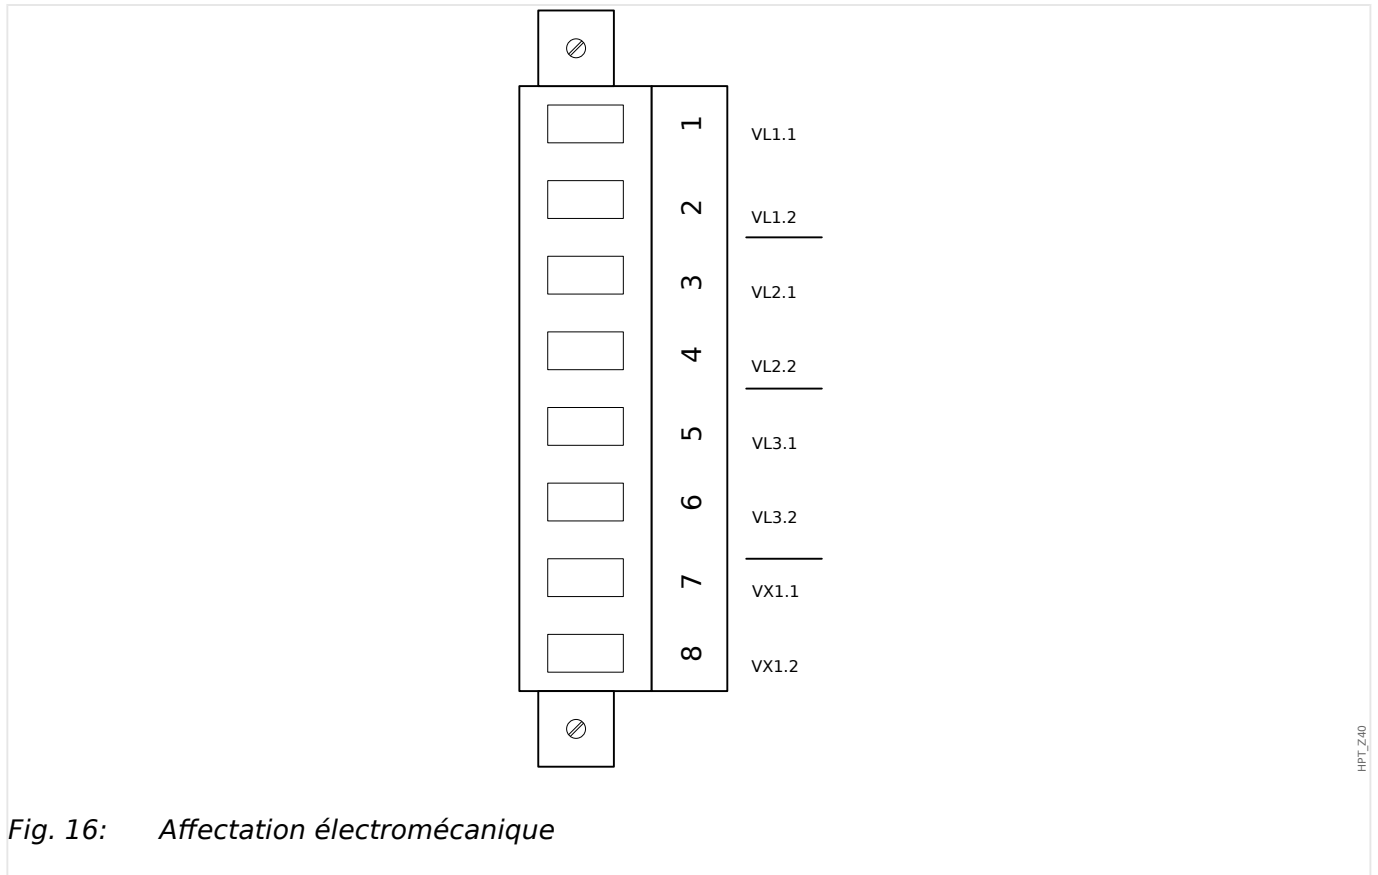 1 VL1.1
2 VL1.2
3 VL2.1
4 VL2.2
5 VL3.1
6 VL3.2
7 VX1.1
8 VX1.2
HPT_Z40
Fig. 16: Affectation électromécanique